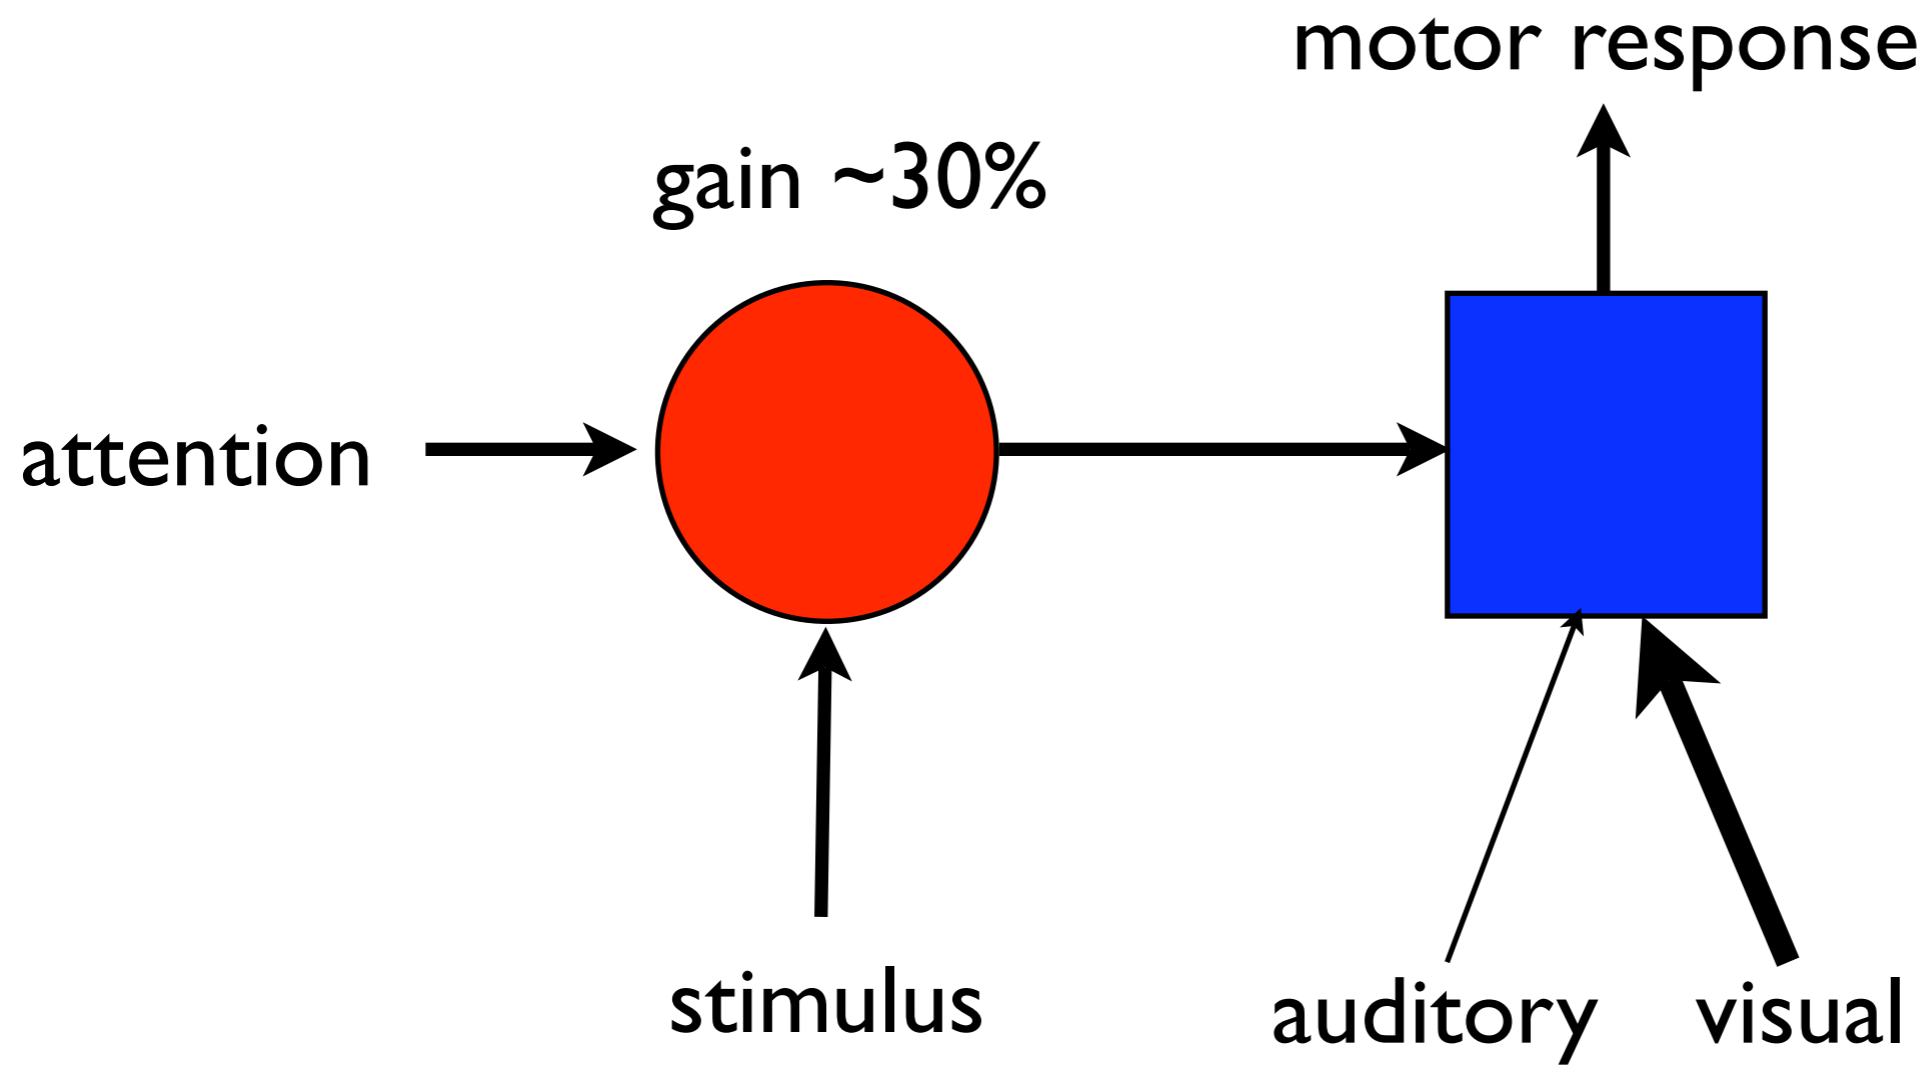 motor response
gain ~30%
attention
stimulus
auditory
visual